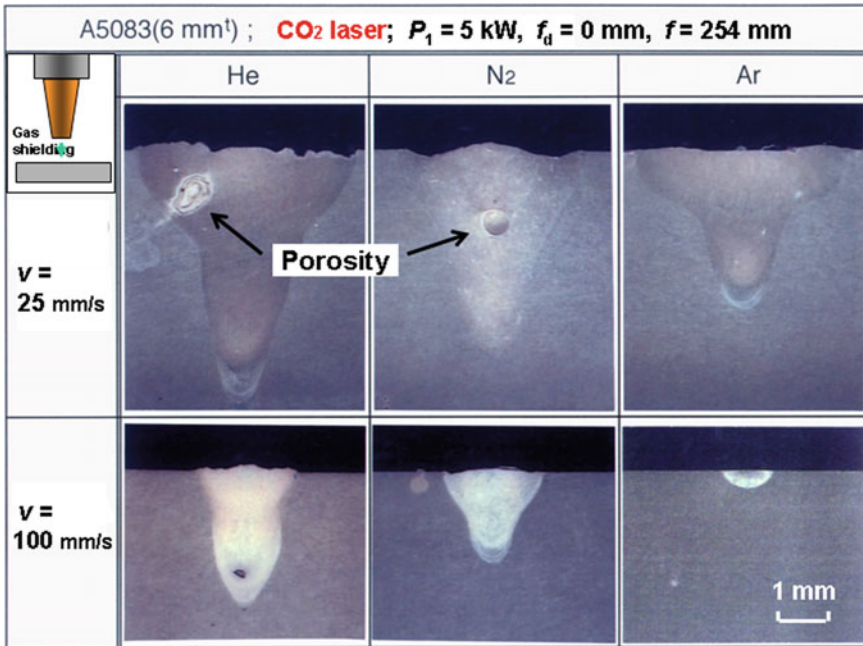 A5083(6 mmᵗ) ; CO₂ laser; P₁ = 5 kW, f_d = 0 mm, f = 254 mm
He N₂ Ar
Gas
shielding
Porosity
v =
25 mm/s
v =
100 mm/s
1 mm